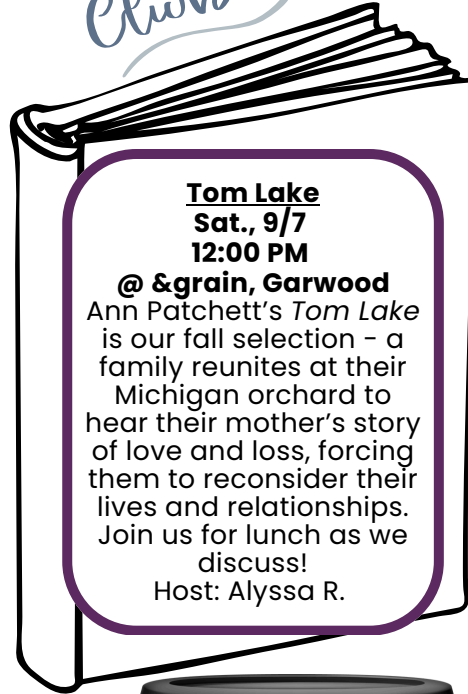 Tom Lake
Sat., 9/7
12:00 PM
@ &grain, Garwood
Ann Patchett's Tom Lake
is our fall selection - a
family reunites at their
Michigan orchard to
hear their mother's story
of love and loss, forcing
them to reconsider their
lives and relationships.
Join us for lunch as we
discuss!
Host: Alyssa R.